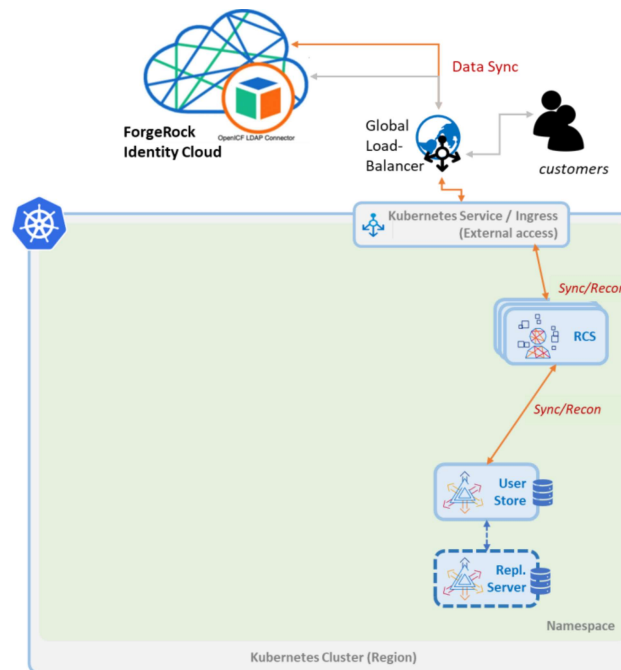 Data Sync
ForgeRock
Identity Cloud
OpenICF LDAP Connector
Global
Load-
Balancer
customers
Kubernetes Service / Ingress
(External access)
Sync/Recon
RCS
Sync/Recon
User
Store
Repl.
Server
Namespace
Kubernetes Cluster (Region)